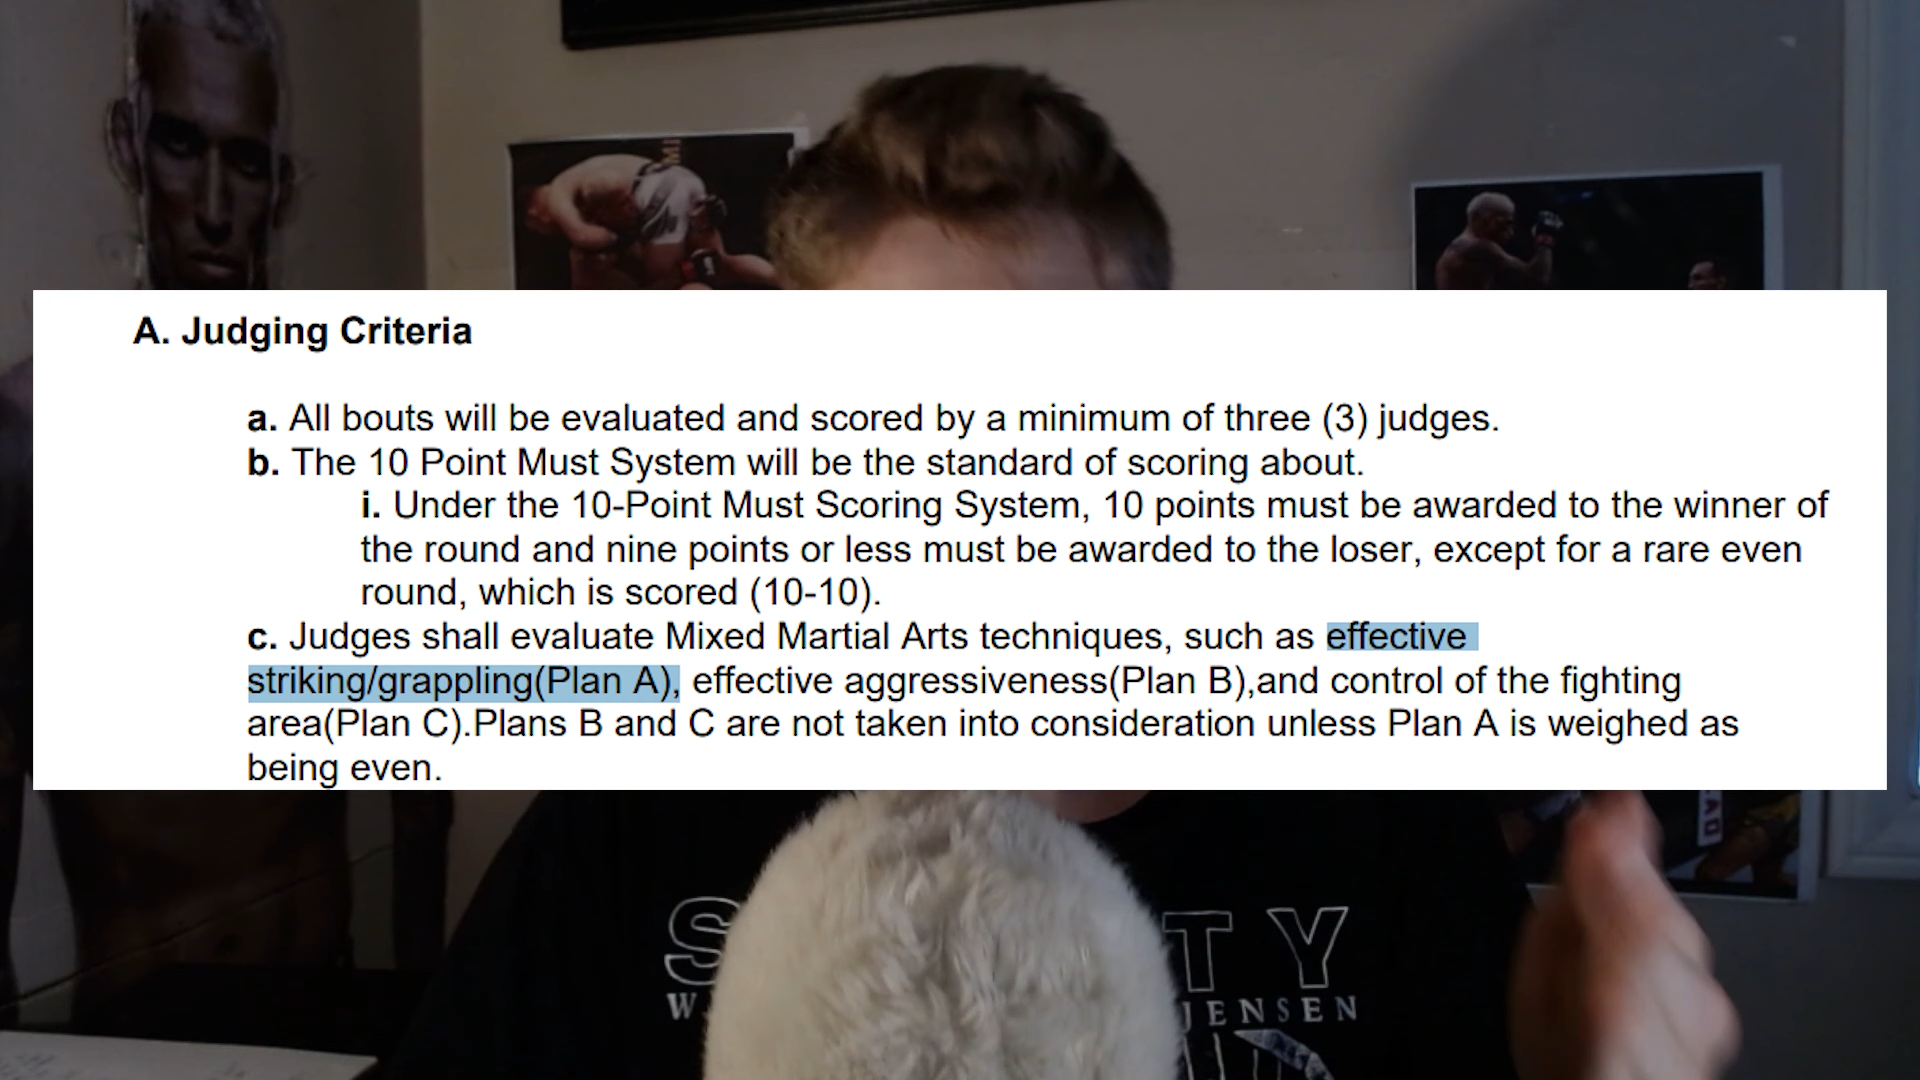 A. Judging Criteria
a. All bouts will be evaluated and scored by a minimum of three (3) judges.
b. The 10 Point Must System will be the standard of scoring about.
i. Under the 10-Point Must Scoring System, 10 points must be awarded to the winner of
the round and nine points or less must be awarded to the loser, except for a rare even
round, which is scored (10-10).
c. Judges shall evaluate Mixed Martial Arts techniques, such as effective
striking/grappling(Plan A), effective aggressiveness(Plan B),and control of the fighting
area(Plan C).Plans B and C are not taken into consideration unless Plan A is weighed as
being even.
JENSEN